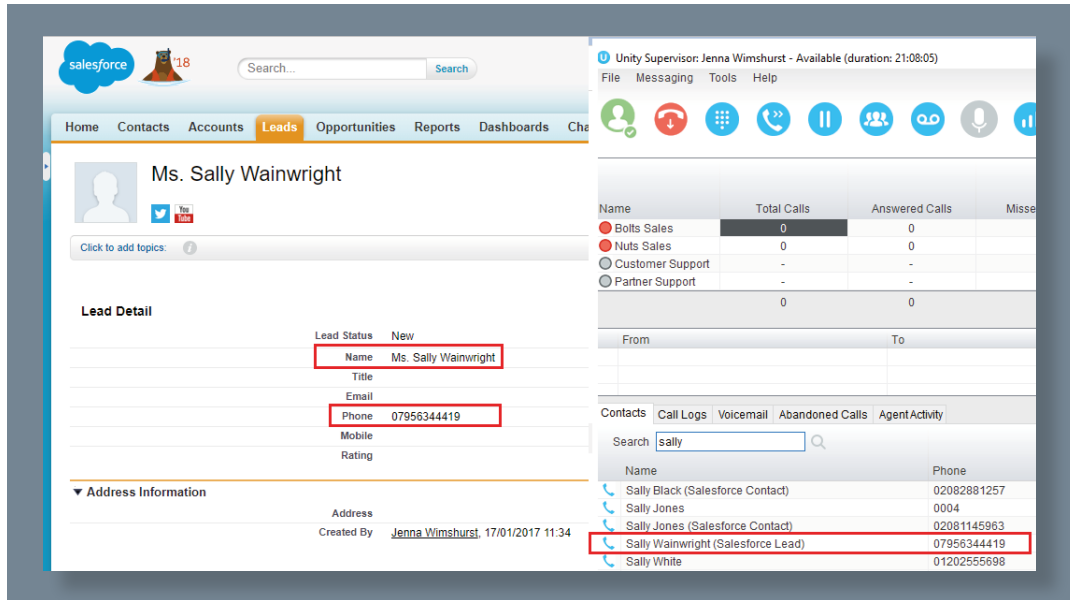 salesforce
'18
Search...
Search
Home Contacts Accounts Leads Opportunities Reports Dashboards Cha
Ms. Sally Wainwright
You
Tube
Click to add topics: i
Lead Detail
Lead Status New
Name Ms. Sally Wainwright
Title
Email
Phone 07956344419
Mobile
Rating
Address Information
Address
Created By Jenna Wimshurst, 17/01/2017 11:34
U Unity Supervisor: Jenna Wimshurst - Available (duration: 21:08:05)
File Messaging Tools Help
Name Total Calls Answered Calls Misse
Bolts Sales 0 0
Nuts Sales 0 0
Customer Support - -
Partner Support - -
0 0
From To
Contacts Call Logs Voicemail Abandoned Calls Agent Activity
Search sally
Name Phone
Sally Black (Salesforce Contact) 02082881257
Sally Jones 0004
Sally Jones (Salesforce Contact) 02081145963
Sally Wainwright (Salesforce Lead) 07956344419
Sally White 01202555698